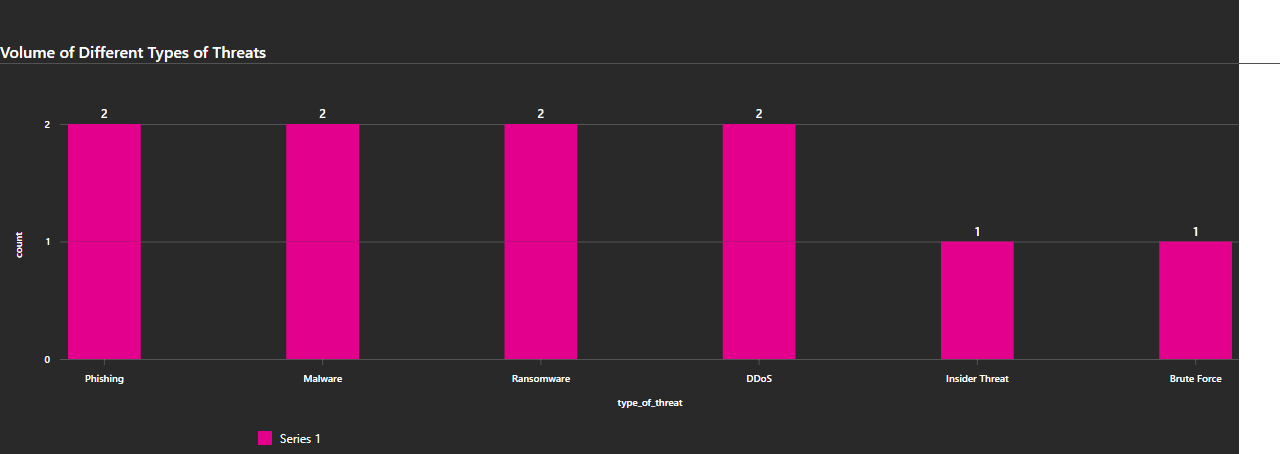 Volume of Different Types of Threats
2 2 2 2
2
1 1
1
count
0
Phishing Malware Ransomware DDoS Insider Threat Brute Force
type_of_threat
Series 1